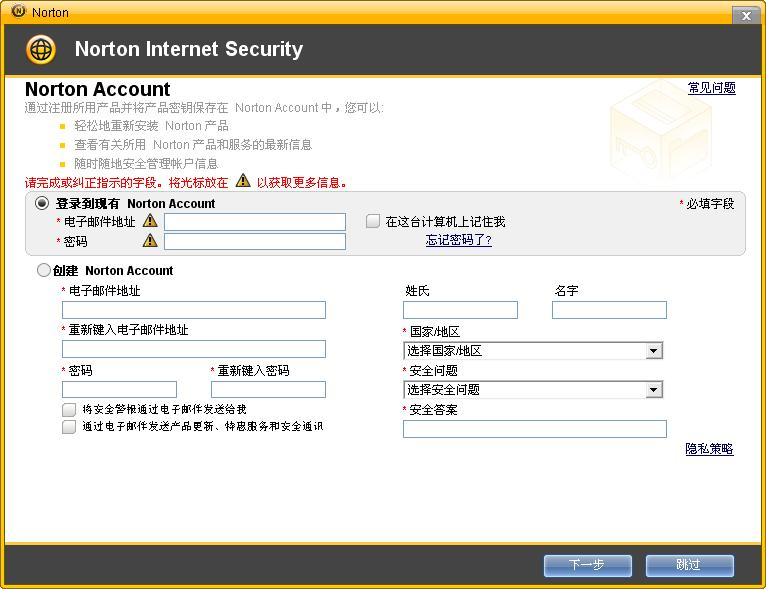 Norton
Norton Internet Security
Norton Account
常见问题
通过注册所用产品并将产品密钥保存在 Norton Account 中，您可以:
轻松地重新安装 Norton 产品
查看有关所用 Norton 产品和服务的最新信息
随时随地安全管理帐户信息
请完成或纠正指示的字段。将光标放在 以获取更多信息。
登录到现有 Norton Account
* 必填字段
* 电子邮件地址
在这台计算机上记住我
* 密码
忘记密码了?
创建 Norton Account
* 电子邮件地址
姓氏
名字
* 重新键入电子邮件地址
* 国家/地区
选择国家/地区
* 密码
* 重新键入密码
* 安全问题
选择安全问题
将安全警报通过电子邮件发送给我
* 安全答案
通过电子邮件发送产品更新、特惠服务和安全通讯
隐私策略
下一步
跳过